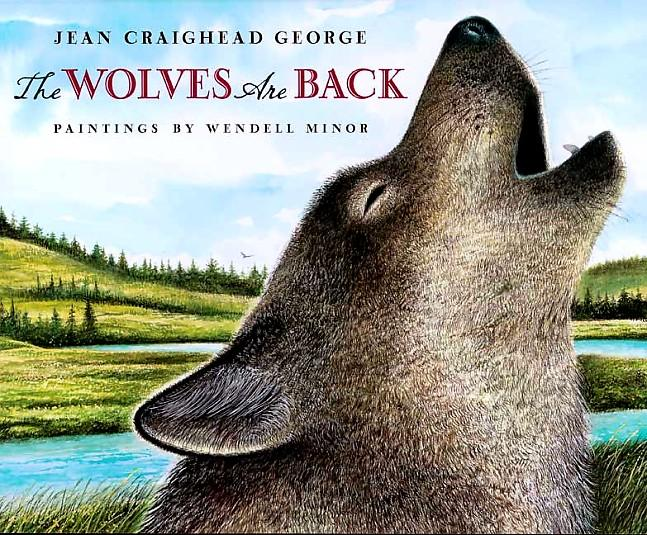 JEAN CRAIGHEAD GEORGE
The WOLVES Are BACK
PAINTINGS BY WENDELL MINOR